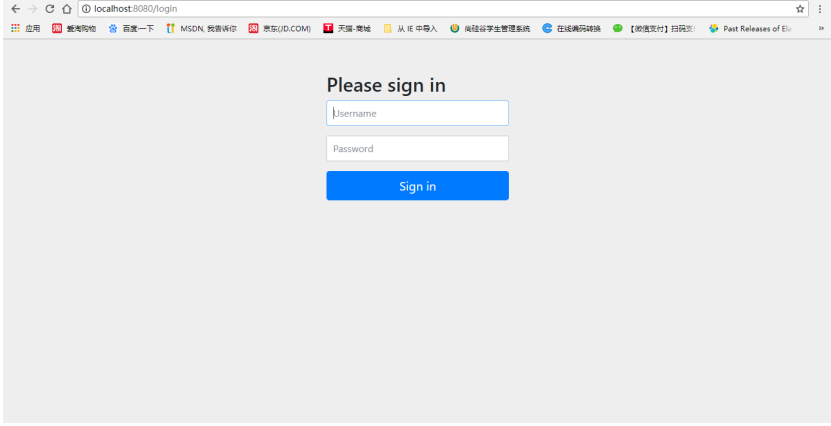 localhost:8080/login
应用 爱淘购物 百度一下 MSDN, 我告诉你 京东(JD.COM) 天猫-商城 从 IE 中导入 尚硅谷学生管理系统 在线编码转换 【微信支付】扫码支 Past Releases of Ela »
Please sign in
Username
Password
Sign in